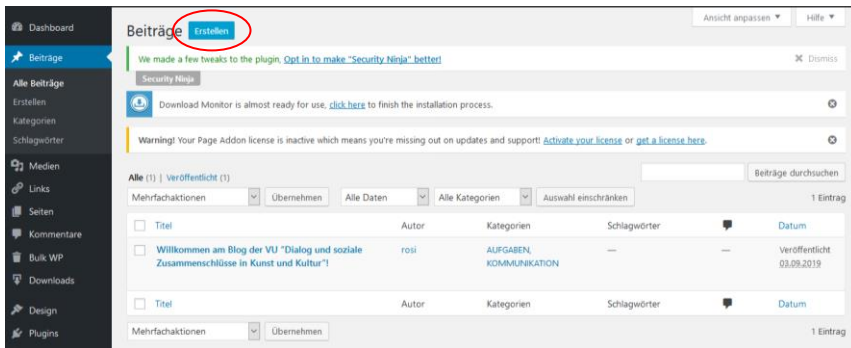 Ansicht anpassen ▼ Hilfe ▼
Dashboard
Beiträge
Alle Beiträge
Erstellen
Kategorien
Schlagwörter
Medien
Links
Seiten
Kommentare
Bulk WP
Downloads
Design
Plugins
Beiträge Erstellen
We made a few tweaks to the plugin, Opt in to make "Security Ninja" better! Dismiss
Security Ninja
Download Monitor is almost ready for use, click here to finish the installation process.
Warning! Your Page Addon license is inactive which means you're missing out on updates and support! Activate your license or get a license here.
Alle (1) | Veröffentlicht (1) Beiträge durchsuchen
Mehrfachaktionen Übernehmen Alle Daten Alle Kategorien Auswahl einschränken 1 Eintrag
Titel Autor Kategorien Schlagwörter Datum
Willkommen am Blog der VU "Dialog und soziale rosi AUFGABEN, — — Veröffentlicht
Zusammenschlüsse in Kunst und Kultur"! KOMMUNIKATION 03.09.2019
Titel Autor Kategorien Schlagwörter Datum
Mehrfachaktionen Übernehmen 1 Eintrag